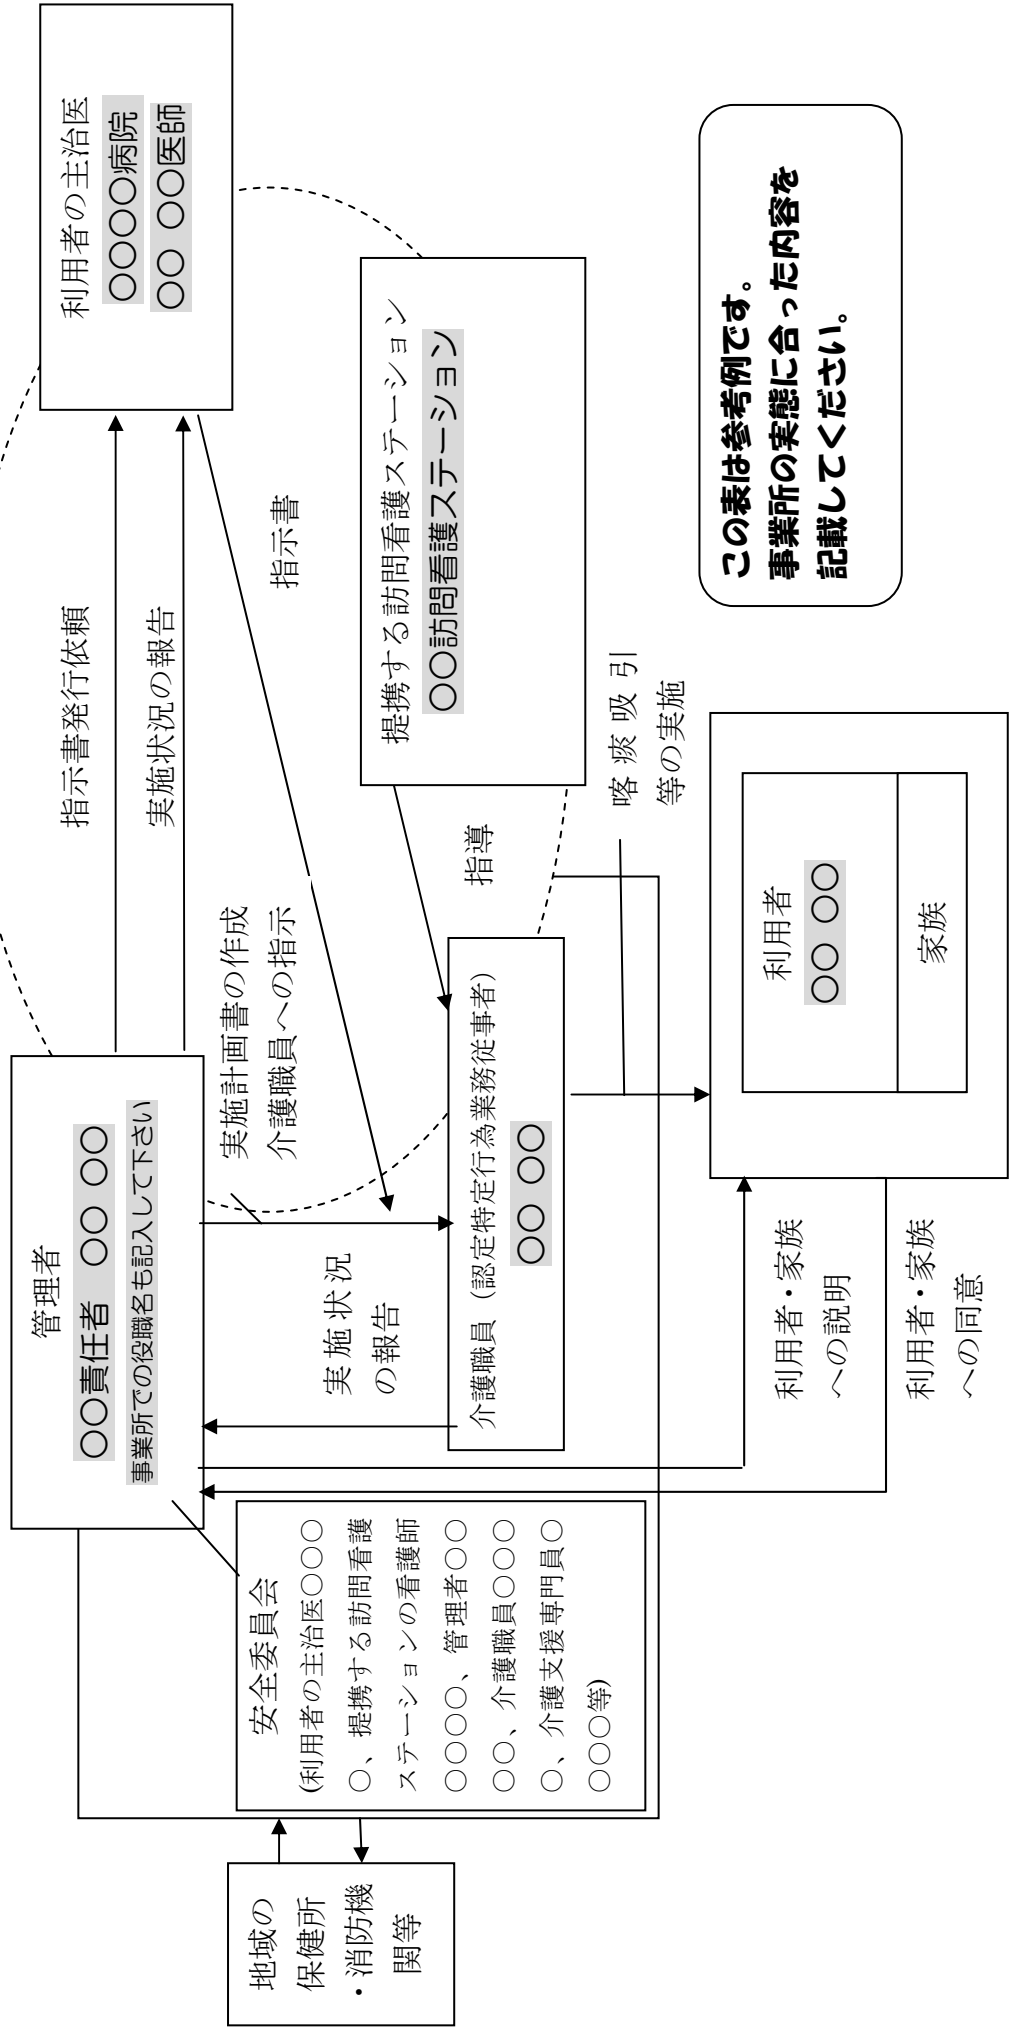 利用者の主治医
〇〇〇〇病院
〇〇 〇〇医師
指示書発行依頼
実施状況の報告
指示書
提携する訪問看護ステーション
〇〇訪問看護ステーション
この表は参考例です。
事業所の実態に合った内容を
記載してください。
管理者
〇〇責任者 〇〇 〇〇
事業所での役職名も記入して下さい
実施計画書の作成
介護職員への指示
指導
喀痰吸引
等の実施
実施状況
の報告
介護職員（認定特定行為業務従事者）
〇〇 〇〇
利用者
〇〇 〇〇
家族
利用者・家族
への説明
利用者・家族
への同意
安全委員会
(利用者の主治医〇〇〇
〇、提携する訪問看護
ステーションの看護師
〇〇〇〇、管理者〇〇
〇〇、介護職員〇〇〇
〇、介護支援専門員〇
〇〇〇等)
地域の
保健所
・消防機
関等